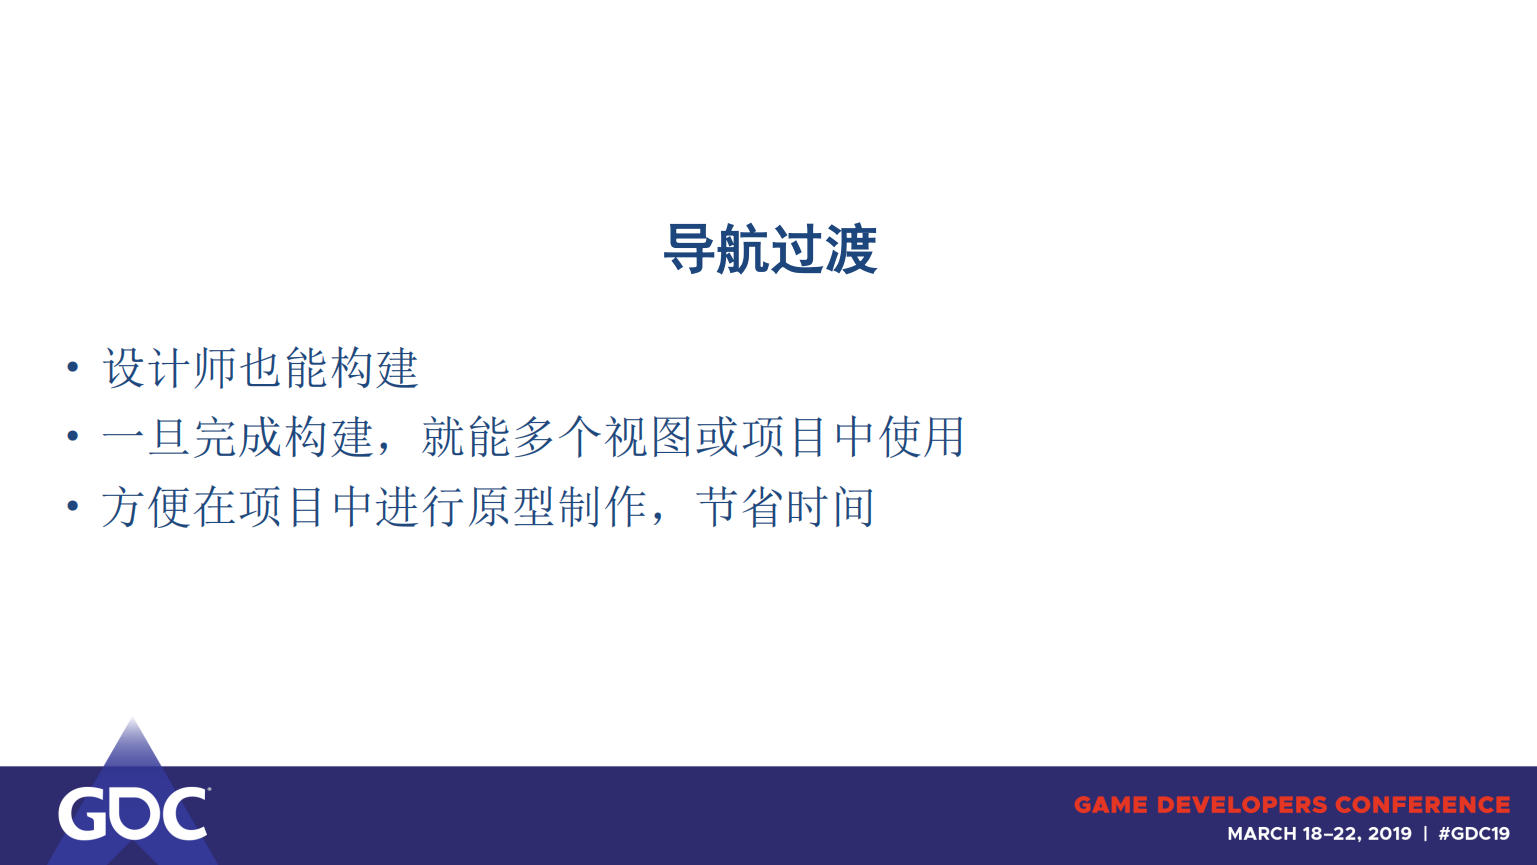 导航过渡
• 设计师也能构建
• 一旦完成构建，就能多个视图或项目中使用
• 方便在项目中进行原型制作，节省时间
GDC
GAME DEVELOPERS CONFERENCE
MARCH 18–22, 2019 | #GDC19